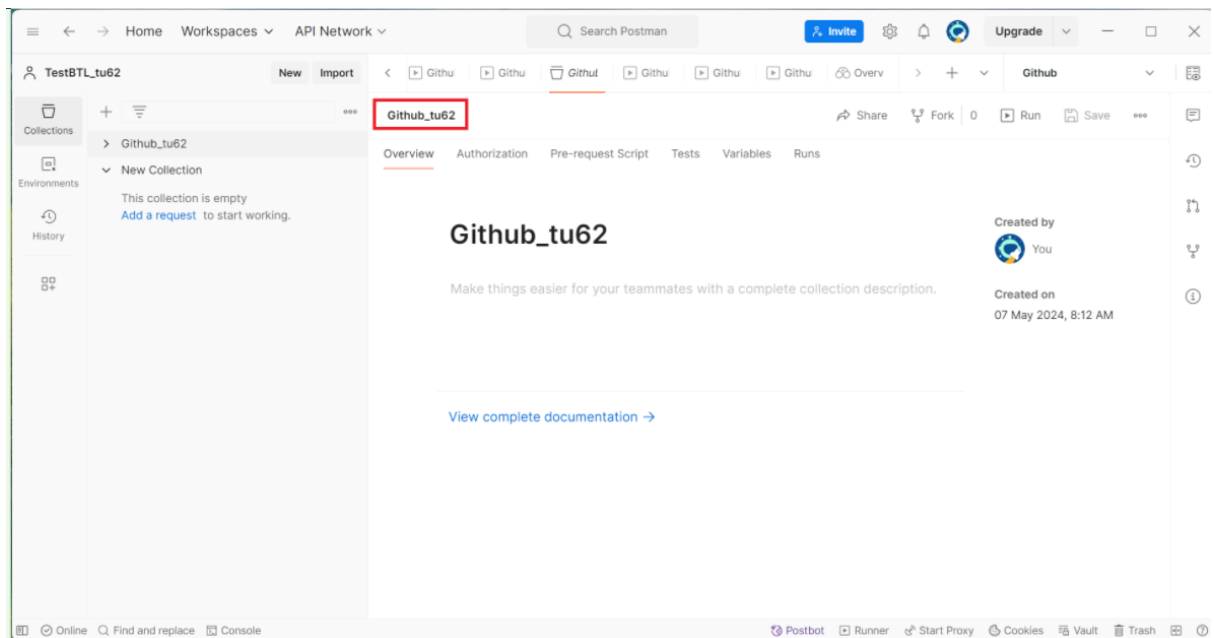 Home Workspaces API Network Search Postman Invite Upgrade
TestBTL_tu62 New Import Githu Githu Githul Githu Githu Githu Overv Github
Collections
Github_tu62
Share Fork 0 Run Save
Github_tu62
Overview Authorization Pre-request Script Tests Variables Runs
New Collection
Environments
This collection is empty
Add a request to start working.
History
Github_tu62
Created by
You
Make things easier for your teammates with a complete collection description.
Created on
07 May 2024, 8:12 AM
View complete documentation →
Online Find and replace Console Postbot Runner Start Proxy Cookies Vault Trash